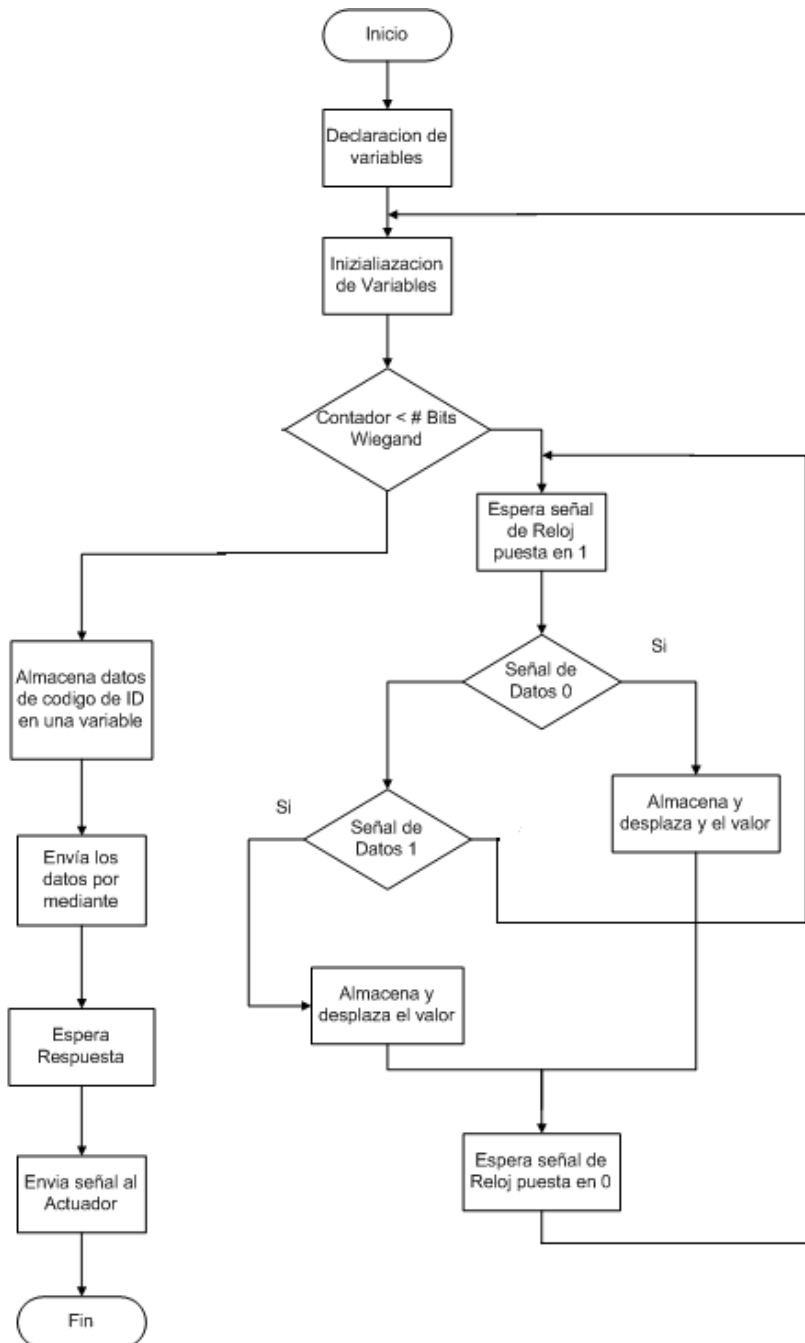 Inicio
Declaracion de
variables
Inizialiazacion
de Variables
Contador < # Bits
Wiegand
Espera señal
de Reloj
puesta en 1
Si
Señal de
Datos 0
Almacena datos
de codigo de ID
en una variable
Almacena y
desplaza y el valor
Si
Señal de
Datos 1
Envía los
datos por
mediante
Almacena y
desplaza el valor
Espera
Respuesta
Espera señal de
Reloj puesta en 0
Envia señal al
Actuador
Fin